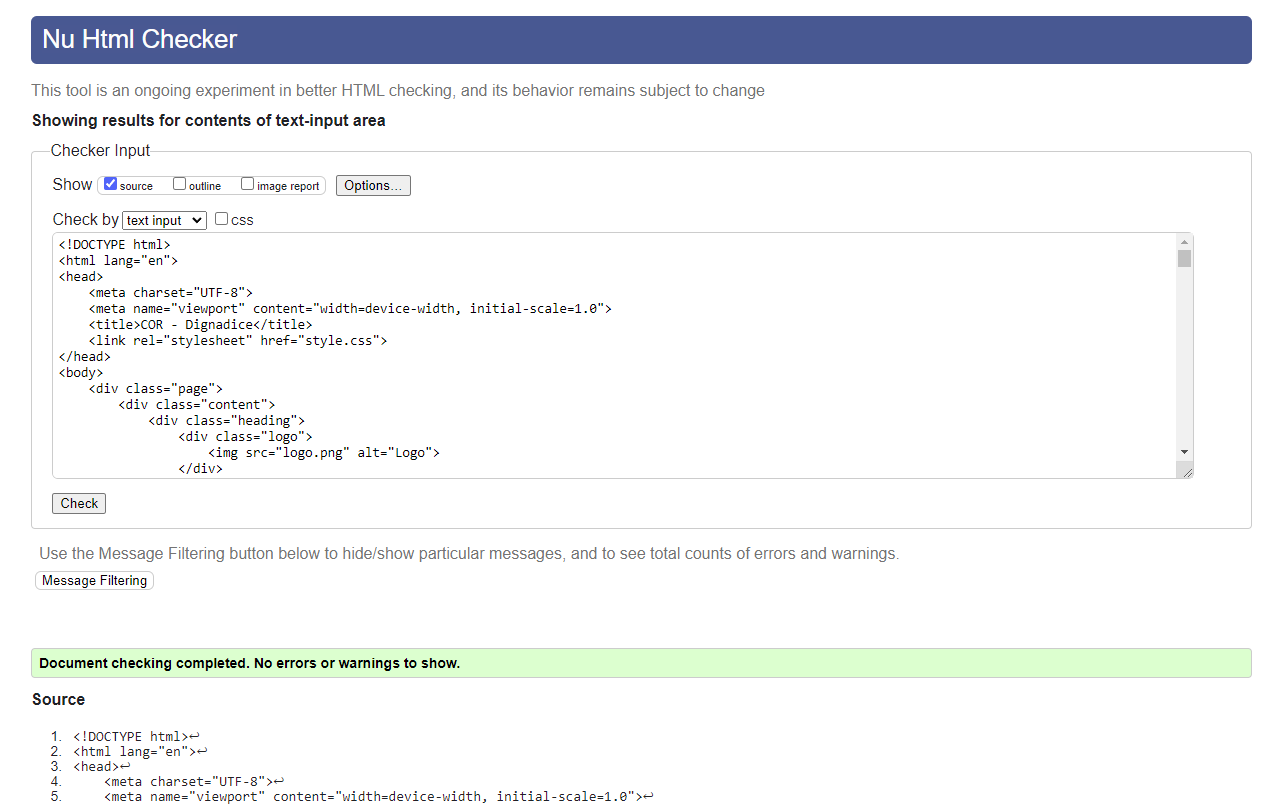 Nu Html Checker
This tool is an ongoing experiment in better HTML checking, and its behavior remains subject to change
Showing results for contents of text-input area
Checker Input
Show source outline image report Options...
Check by text input css
<!DOCTYPE html>
<html lang="en">
<head>
    <meta charset="UTF-8">
    <meta name="viewport" content="width=device-width, initial-scale=1.0">
    <title>COR - Dignadice</title>
    <link rel="stylesheet" href="style.css">
</head>
<body>
    <div class="page">
        <div class="content">
            <div class="heading">
                <div class="logo">
                    <img src="logo.png" alt="Logo">
                </div>
Check
Use the Message Filtering button below to hide/show particular messages, and to see total counts of errors and warnings.
Message Filtering
Document checking completed. No errors or warnings to show.
Source
1. <!DOCTYPE html>↩
2. <html lang="en">↩
3. <head>↩
4.     <meta charset="UTF-8">↩
5.     <meta name="viewport" content="width=device-width, initial-scale=1.0">↩